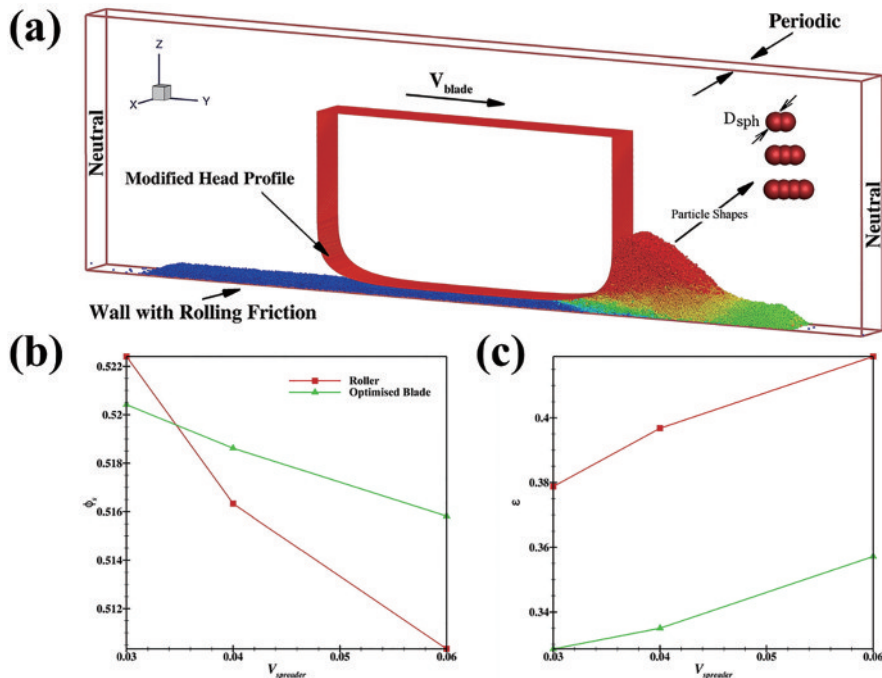 (a)
Periodic
Z
X
Y
V_blade
D_sph
Neutral
Neutral
Modified Head Profile
Particle Shapes
Wall with Rolling Friction
(b)
0.522
0.52
0.518
0.516
0.514
0.512
ϕ_s
Roller
Optimised Blade
0.03
0.04
0.05
0.06
V_spreader
(c)
0.4
0.38
0.36
0.33
ε
0.03
0.04
0.05
0.06
V_spreader